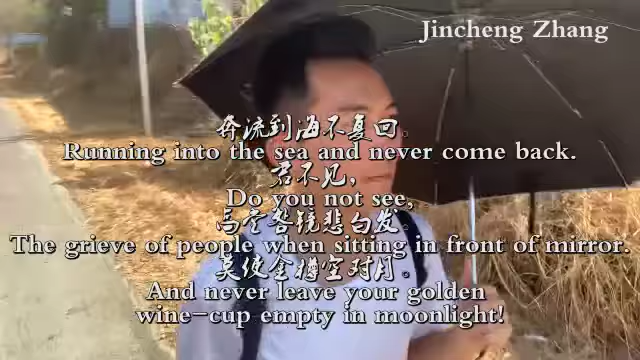 Jincheng Zhang
奔流到海不复回。
Running into the sea and never come back.
君不见,
Do you not see,
高堂明镜悲白发。
The grieve of people when sitting in front of mirror.
莫使金樽空对月。
And never leave your golden
wine-cup empty in moonlight!